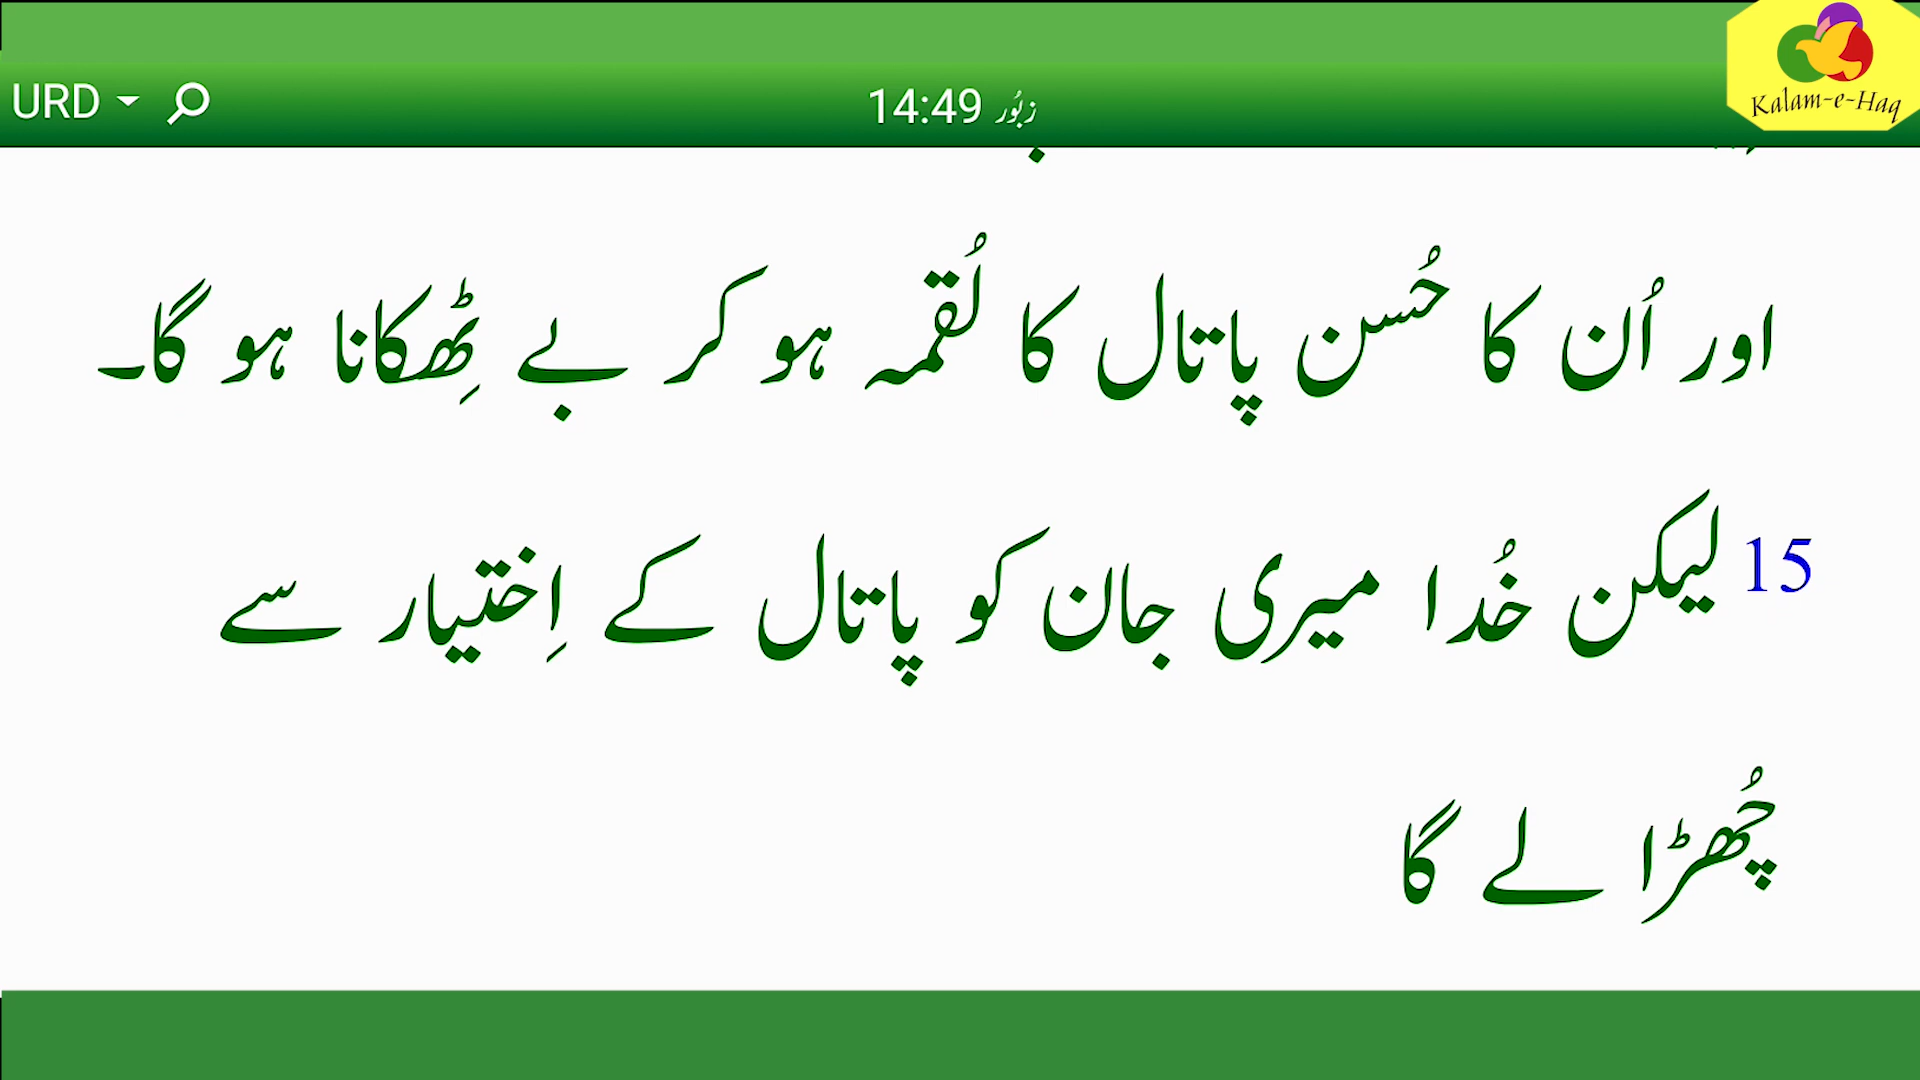 URD
زبُور 14:49
Kalam-e-Haq
اور اُن کا حُسن پاتال کا لُقمہ ہو کر بے ٹِھکانا ہو گا۔
15 لیکن خُدا میری جان کو پاتال کے اِختیار سے
چُھڑا لے گا